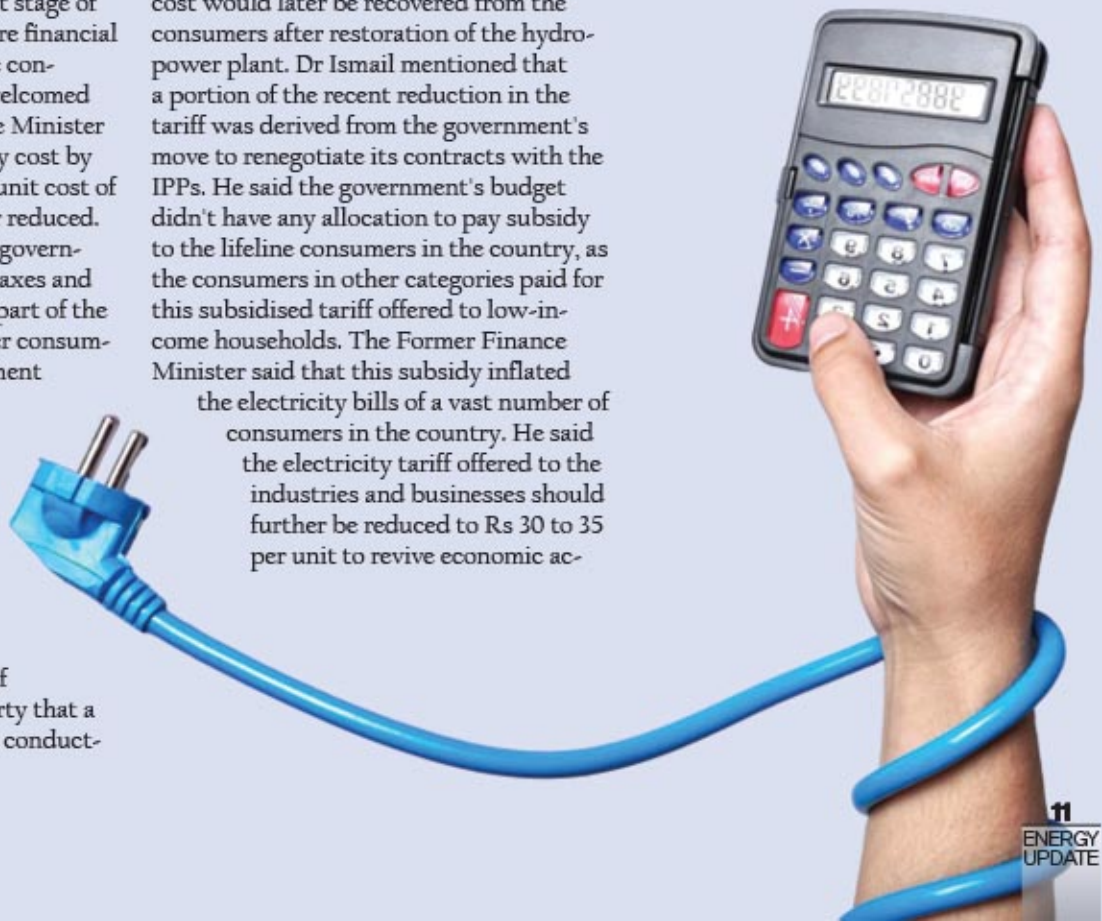 t stage of
re financial
con-
elcomed
e Minister
y cost by
unit cost of
r reduced.
govern-
axes and
part of the
er consum-
ment
f
rty that a
conduct-
cost would later be recovered from the
consumers after restoration of the hydro-
power plant. Dr Ismail mentioned that
a portion of the recent reduction in the
tariff was derived from the government's
move to renegotiate its contracts with the
IPPs. He said the government's budget
didn't have any allocation to pay subsidy
to the lifeline consumers in the country, as
the consumers in other categories paid for
this subsidised tariff offered to low-in-
come households. The Former Finance
Minister said that this subsidy inflated
the electricity bills of a vast number of
consumers in the country. He said
the electricity tariff offered to the
industries and businesses should
further be reduced to Rs 30 to 35
per unit to revive economic ac-
11
ENERGY
UPDATE